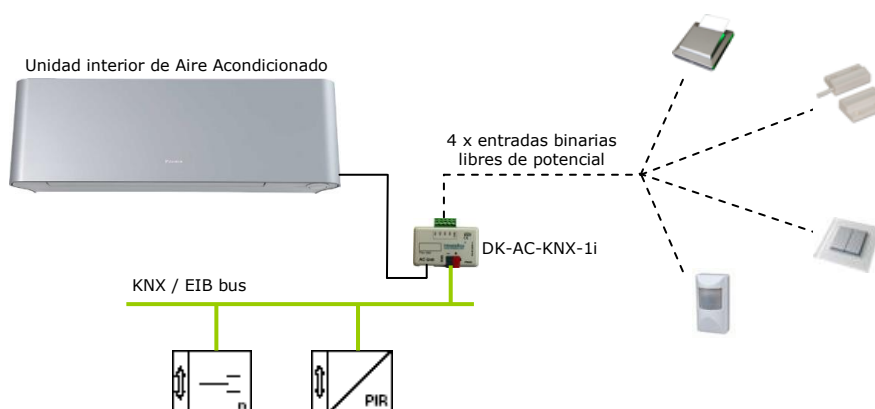 Unidad interior de Aire Acondicionado
4 x entradas binarias
libres de potencial
DK-AC-KNX-1i
KNX / EIB bus
PIR